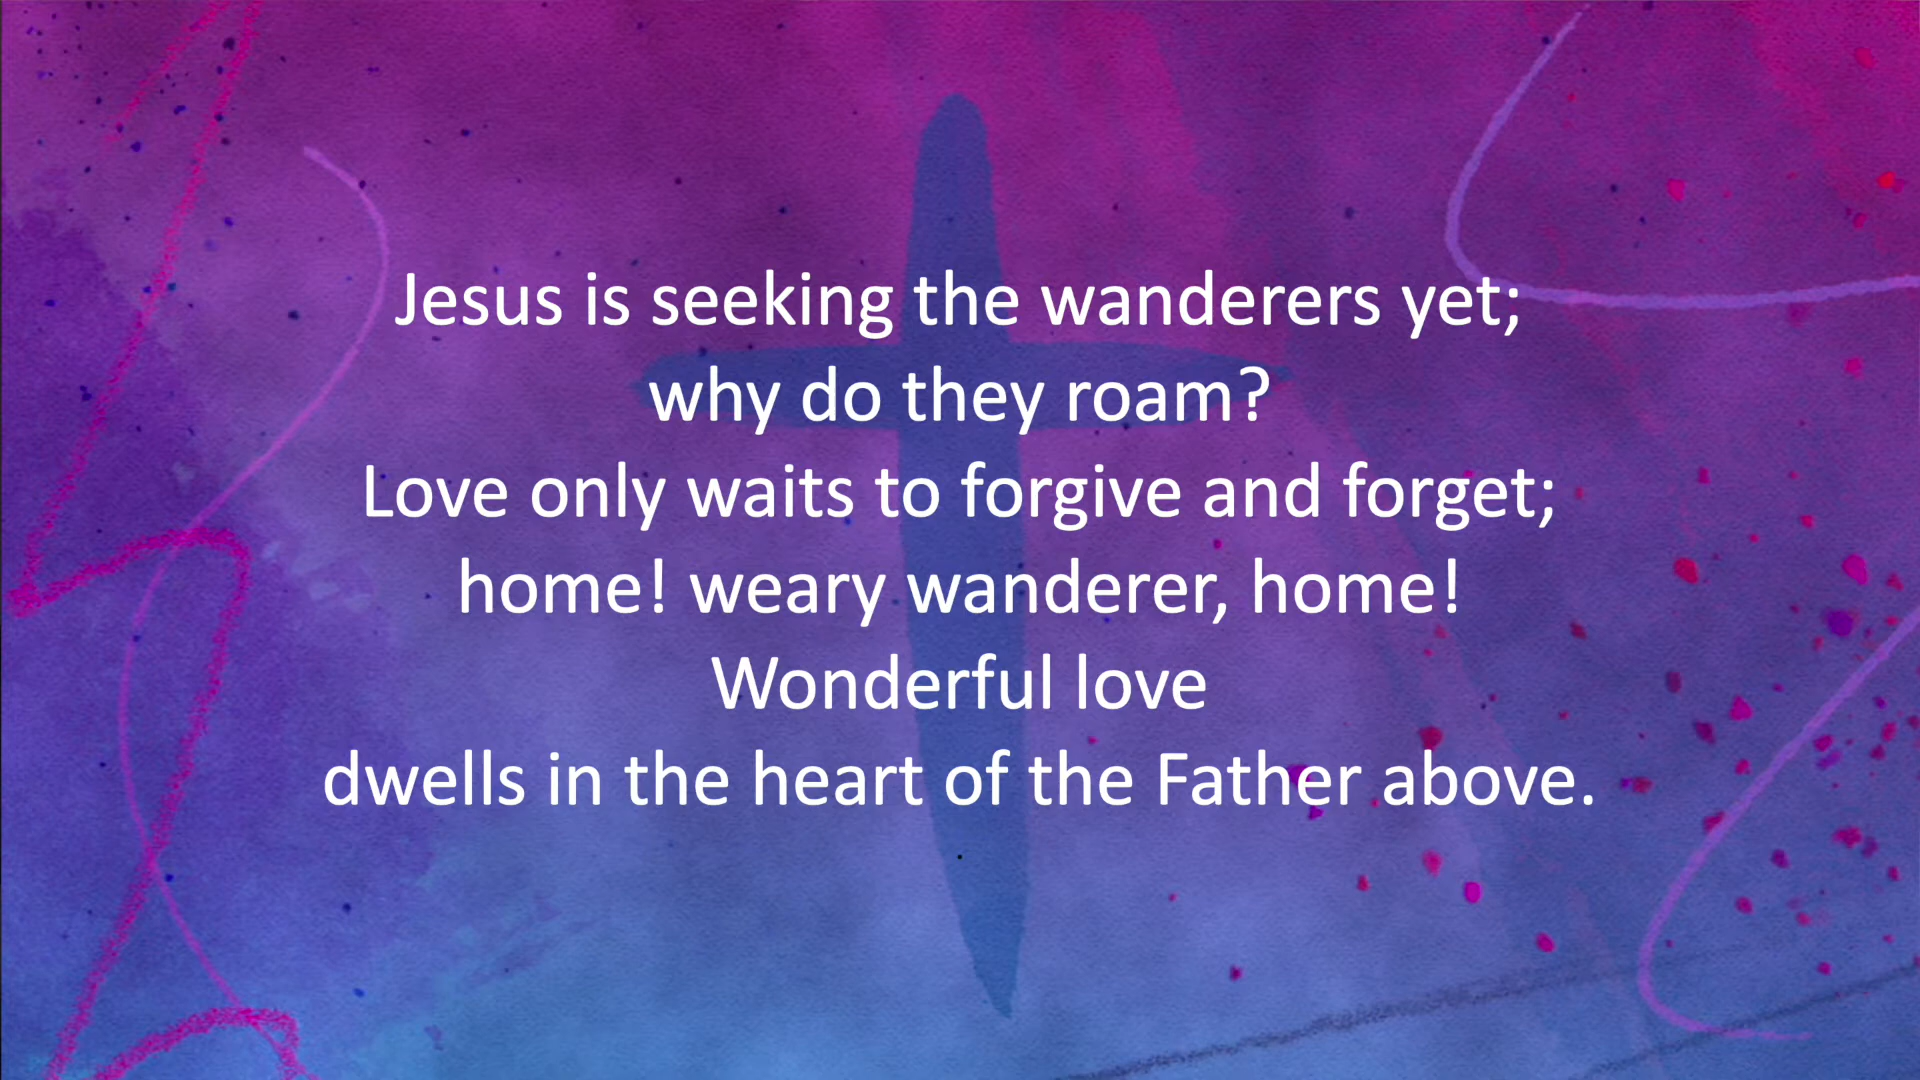 Jesus is seeking the wanderers yet;
why do they roam?
Love only waits to forgive and forget;
home! weary wanderer, home!
Wonderful love
dwells in the heart of the Father above.